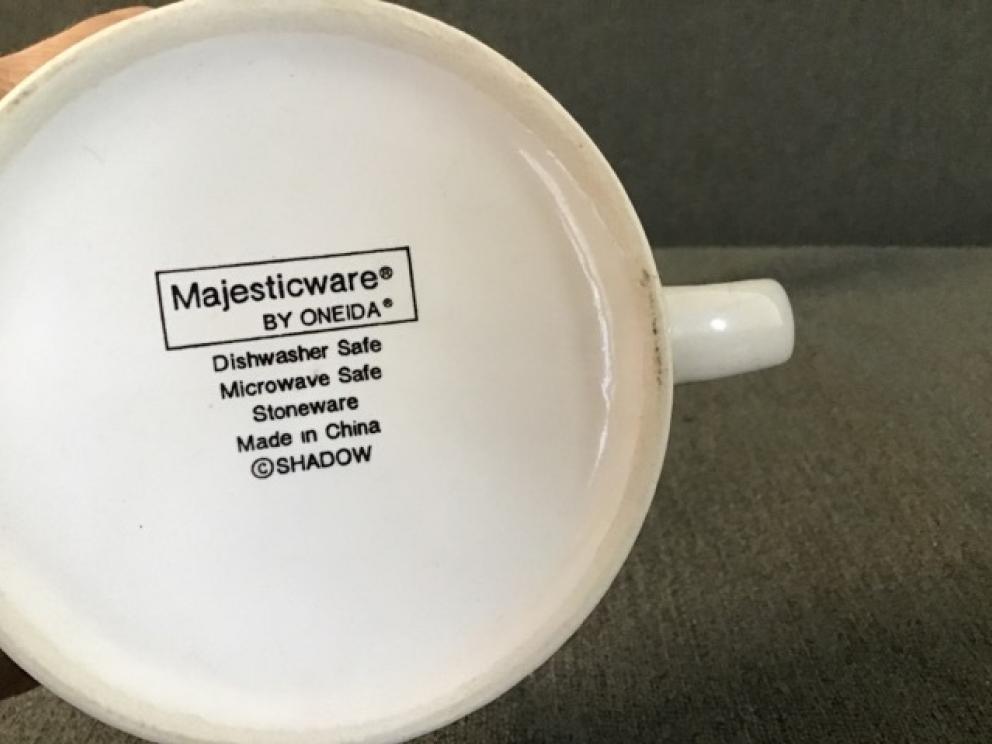 Majesticware®
BY ONEIDA®
Dishwasher Safe
Microwave Safe
Stoneware
Made in China
©SHADOW